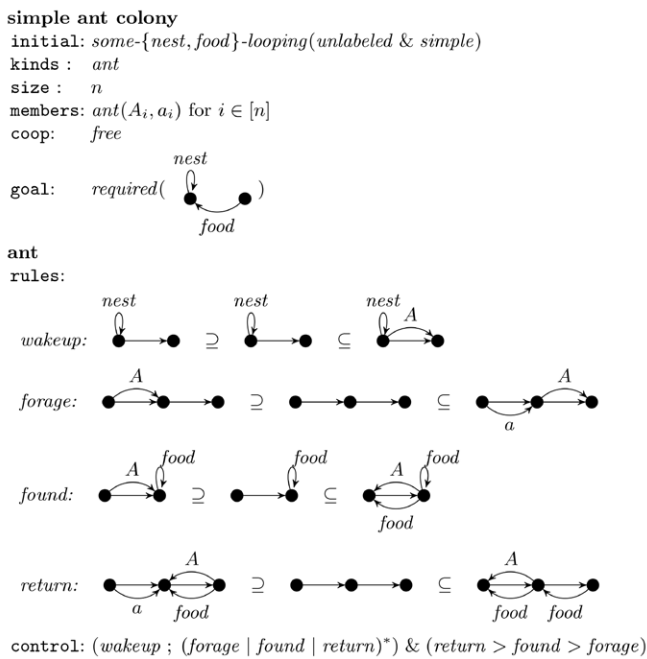 simple ant colony
initial: some-{nest, food}-looping(unlabeled & simple)
kinds : ant
size : n
members: ant(A_i, a_i) for i ∈ [n]
coop: free
nest
goal: required( )
food
ant
rules:
nest nest nest A
wakeup: ⊇ ⊆
A A
forage: ⊇ ⊆
a
food food food
A A
found: ⊇ ⊆
food
A A
return: ⊇ ⊆
a food food food
control: (wakeup ; (forage | found | return)*) & (return > found > forage)